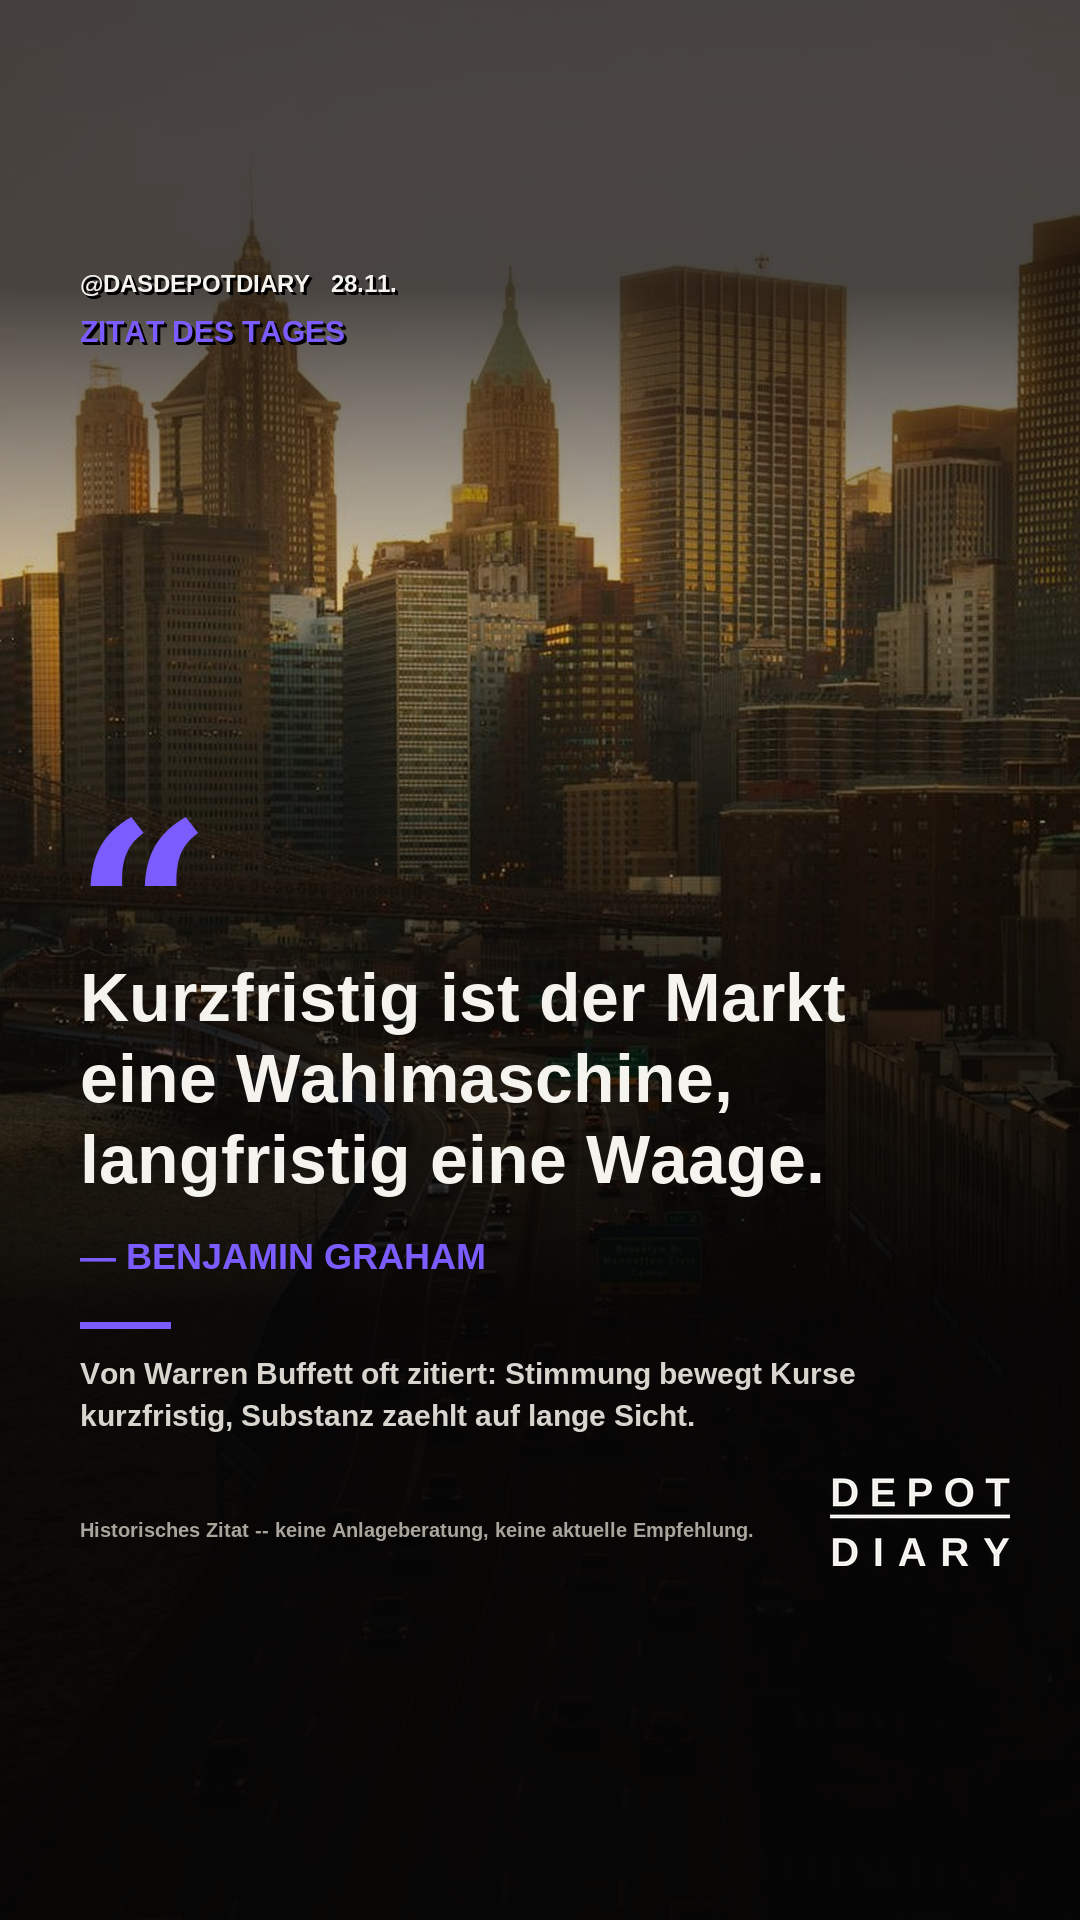 @DASDEPOTDIARY 28.11.
ZITAT DES TAGES
“
Kurzfristig ist der Markt
eine Wahlmaschine,
langfristig eine Waage.
— BENJAMIN GRAHAM
Von Warren Buffett oft zitiert: Stimmung bewegt Kurse
kurzfristig, Substanz zaehlt auf lange Sicht.
Historisches Zitat -- keine Anlageberatung, keine aktuelle Empfehlung.
DEPOT
DIARY